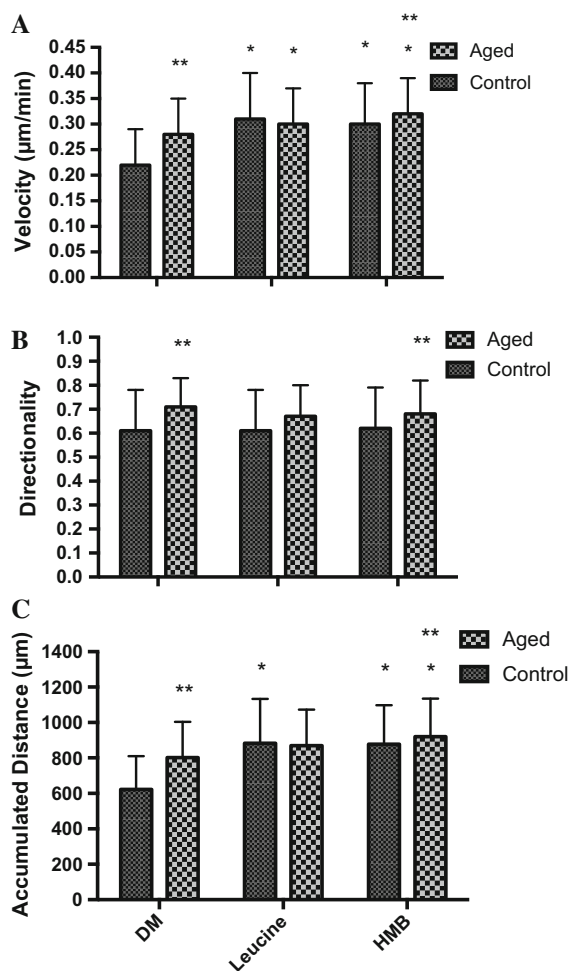 A
Velocity (µm/min)
0.45
0.40
0.35
0.30
0.25
0.20
0.15
0.10
0.05
0.00
** * * * ** *
Aged
Control
B
Directionality
1.0
0.9
0.8
0.7
0.6
0.5
0.4
0.3
0.2
0.1
0.0
** **
Aged
Control
C
Accumulated Distance (µm)
1400
1200
1000
800
600
400
200
0
** * * ** *
Aged
Control
DM
Leucine
HMB